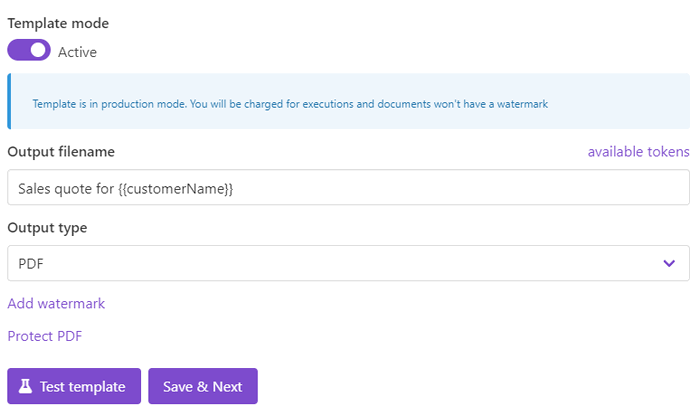 Template mode
Active
Template is in production mode. You will be charged for executions and documents won't have a watermark
Output filename
available tokens
Sales quote for {{customerName}}
Output type
PDF
Add watermark
Protect PDF
Test template
Save & Next